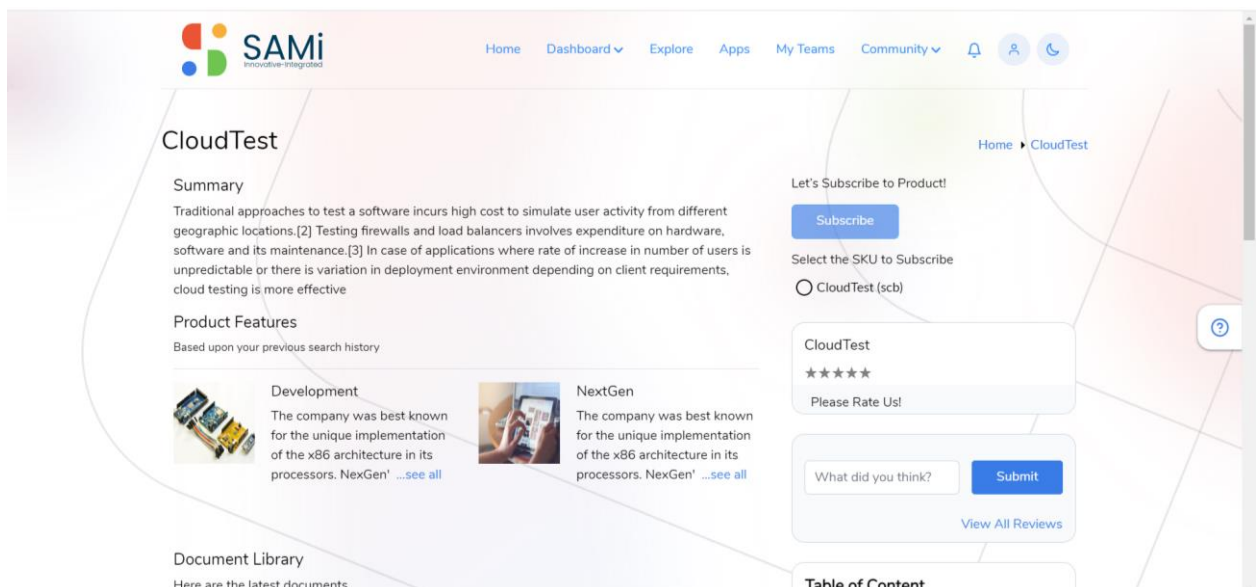 SAMi
Innovative-Integrated
Home Dashboard Explore Apps My Teams Community
CloudTest
Home CloudTest
Summary
Traditional approaches to test a software incurs high cost to simulate user activity from different
geographic locations.[2] Testing firewalls and load balancers involves expenditure on hardware,
software and its maintenance.[3] In case of applications where rate of increase in number of users is
unpredictable or there is variation in deployment environment depending on client requirements,
cloud testing is more effective
Product Features
Based upon your previous search history
Development
The company was best known
for the unique implementation
of the x86 architecture in its
processors. NexGen' ...see all
NextGen
The company was best known
for the unique implementation
of the x86 architecture in its
processors. NexGen' ...see all
Document Library
Here are the latest documents
Let's Subscribe to Product!
Subscribe
Select the SKU to Subscribe
CloudTest (scb)
CloudTest
★★★★★
Please Rate Us!
What did you think?
Submit
View All Reviews
Table of Content